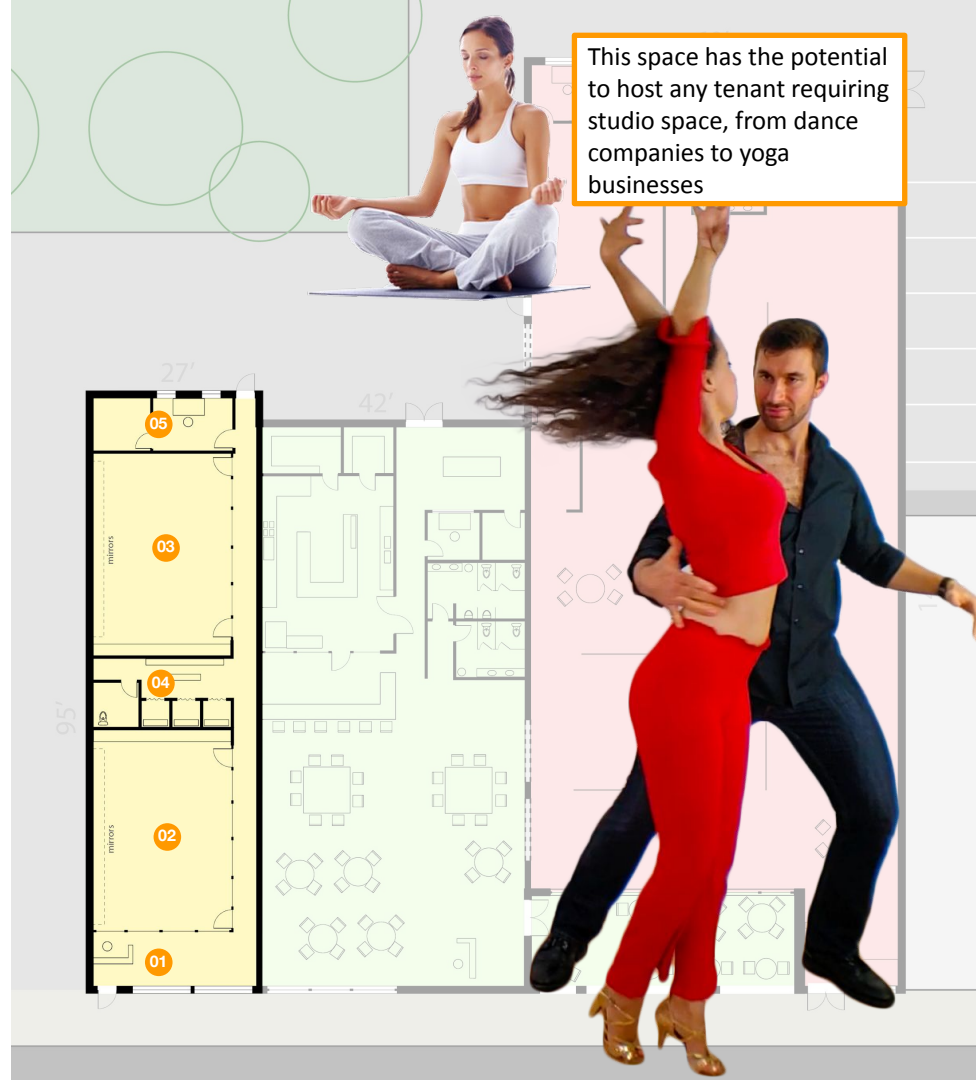 This space has the potential
to host any tenant requiring
studio space, from dance
companies to yoga
businesses
27’
42’
05
mirrors
03
04
95’
mirrors
02
01